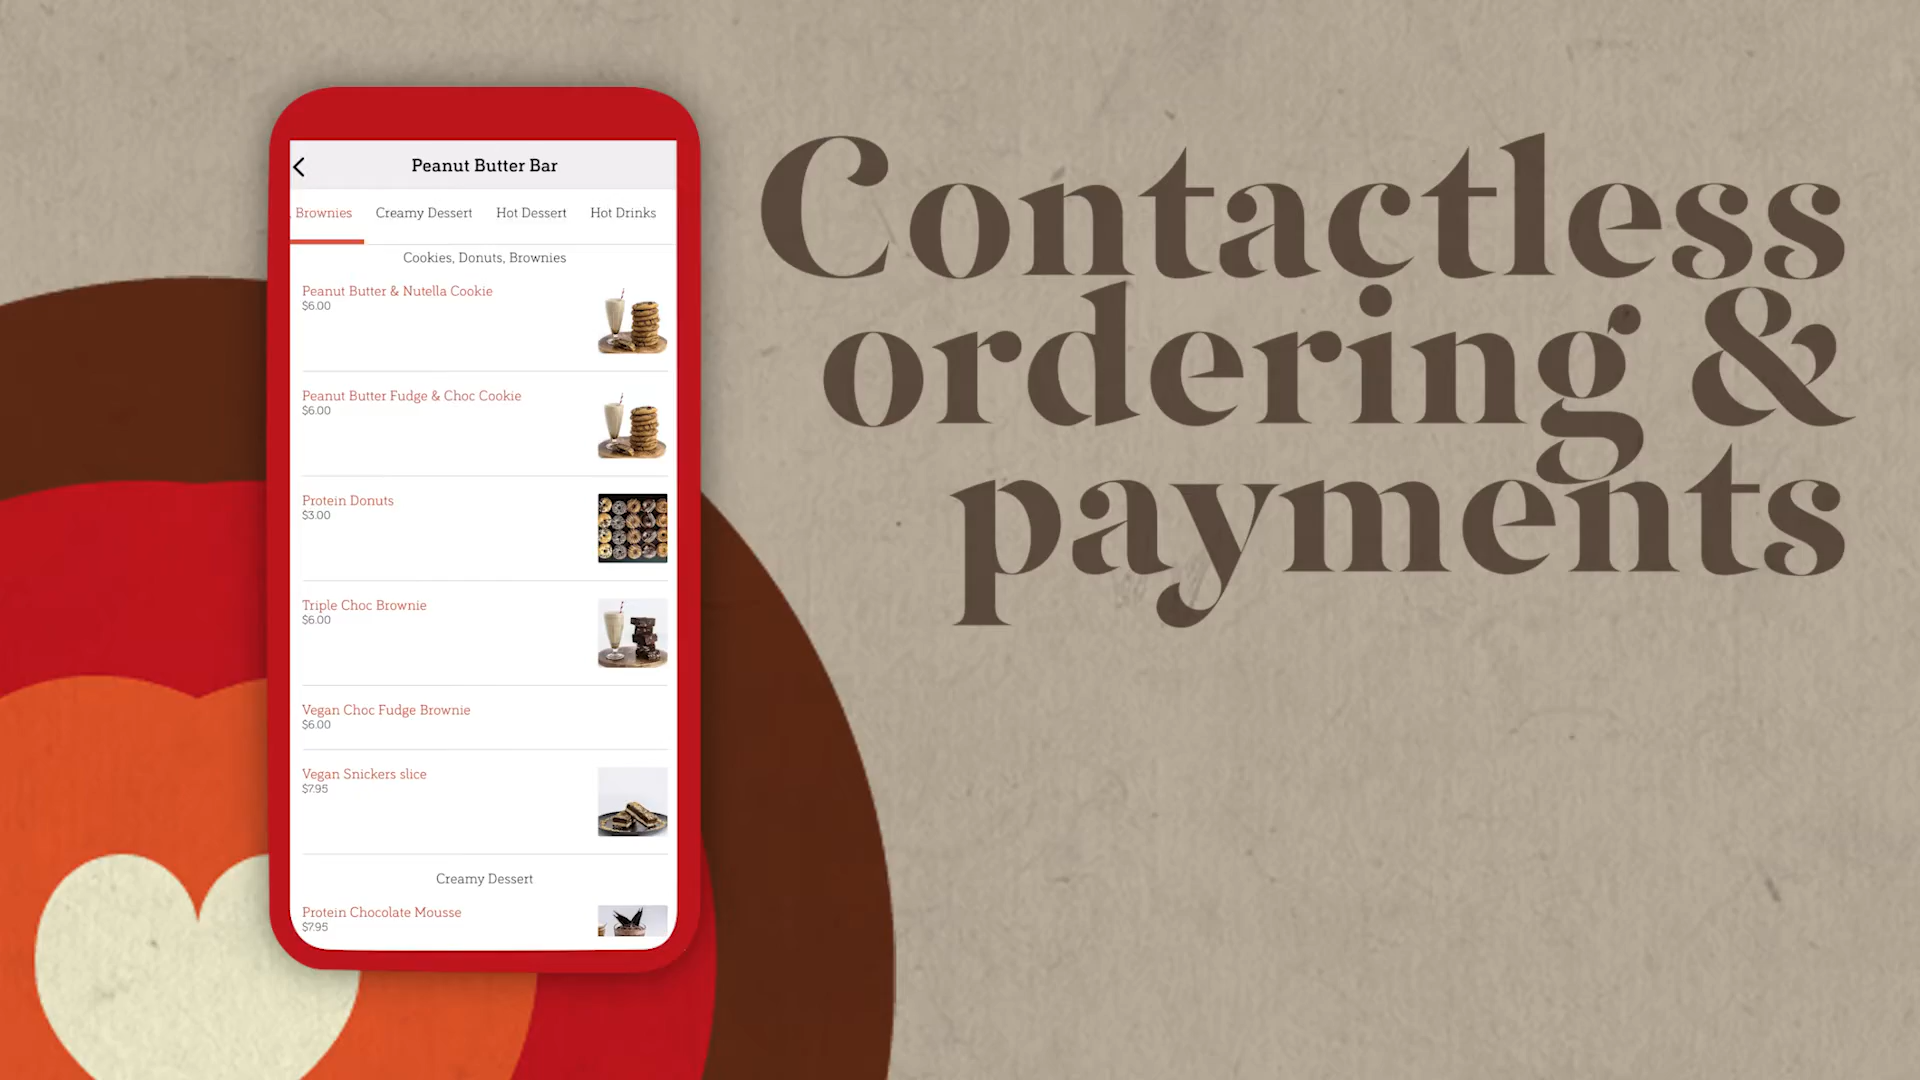 Peanut Butter Bar
Brownies Creamy Dessert Hot Dessert Hot Drinks
Cookies, Donuts, Brownies
Peanut Butter & Nutella Cookie
$6.00
Peanut Butter Fudge & Choc Cookie
$6.00
Protein Donuts
$3.00
Triple Choc Brownie
$6.00
Vegan Choc Fudge Brownie
$6.00
Vegan Snickers slice
$7.95
Creamy Dessert
Protein Chocolate Mousse
$7.95
Contactless
ordering &
payments